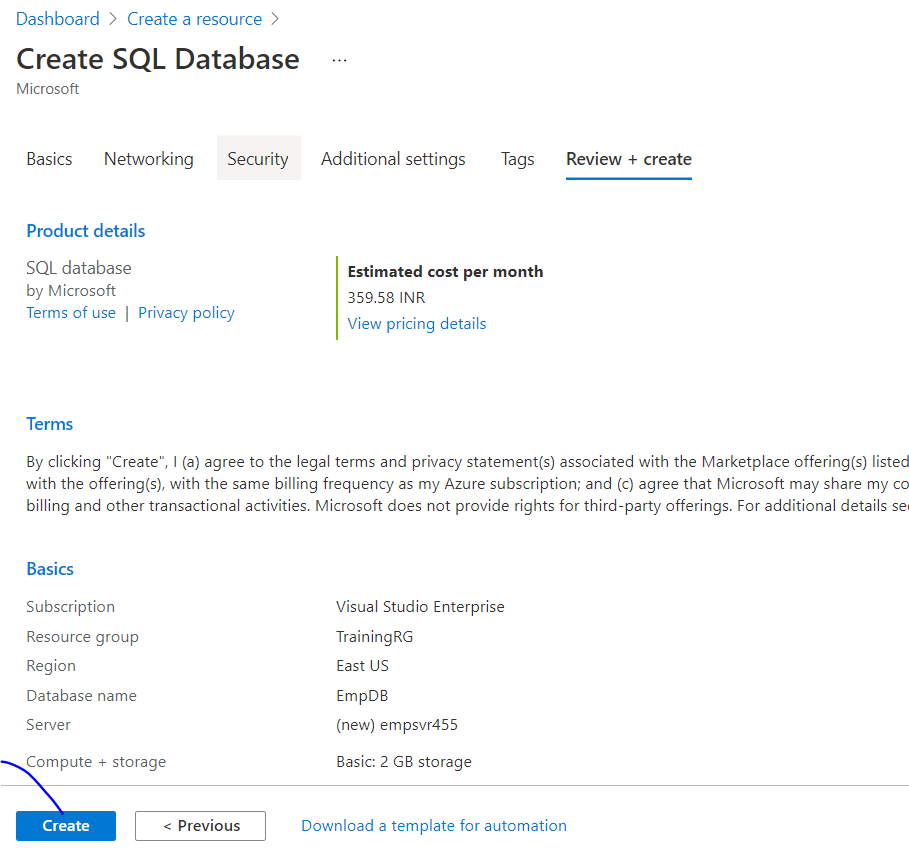 Dashboard > Create a resource >
Create SQL Database ...
Microsoft
Basics Networking Security Additional settings Tags Review + create
Product details
SQL database
by Microsoft
Terms of use | Privacy policy
Estimated cost per month
359.58 INR
View pricing details
Terms
By clicking "Create", I (a) agree to the legal terms and privacy statement(s) associated with the Marketplace offering(s) listed
with the offering(s), with the same billing frequency as my Azure subscription; and (c) agree that Microsoft may share my co
billing and other transactional activities. Microsoft does not provide rights for third-party offerings. For additional details see
Basics
Subscription Visual Studio Enterprise
Resource group TrainingRG
Region East US
Database name EmpDB
Server (new) empsvr455
Compute + storage Basic: 2 GB storage
Create < Previous Download a template for automation